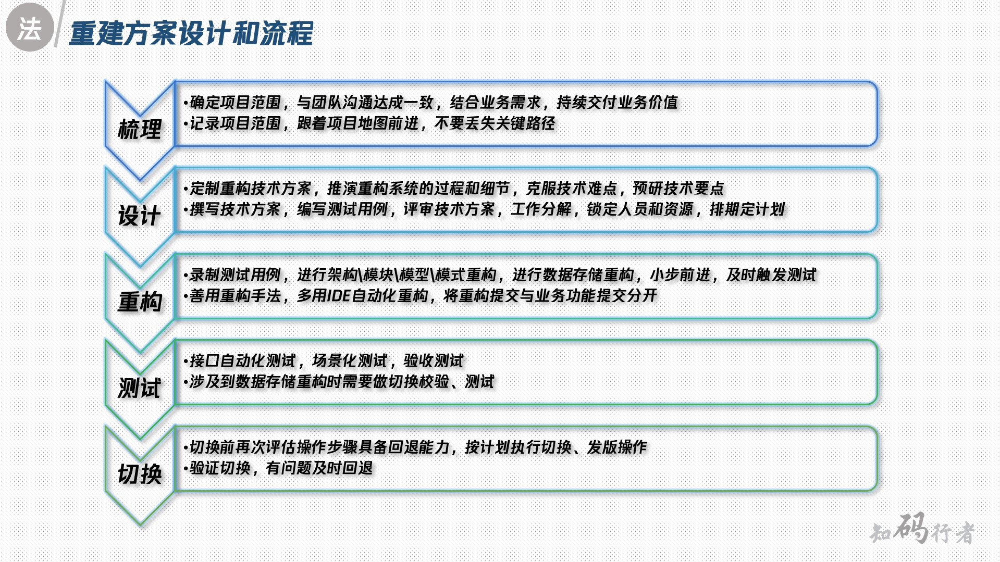 法
重建方案设计和流程
梳理
•确定项目范围，与团队沟通达成一致，结合业务需求，持续交付业务价值
•记录项目范围，跟着项目地图前进，不要丢失关键路径
设计
•定制重构技术方案，推演重构系统的过程和细节，克服技术难点，预研技术要点
•撰写技术方案，编写测试用例，评审技术方案，工作分解，锁定人员和资源，排期定计划
重构
•录制测试用例，进行架构\模块\模型\模式重构，进行数据存储重构，小步前进，及时触发测试
•善用重构手法，多用IDE自动化重构，将重构提交与业务功能提交分开
测试
•接口自动化测试，场景化测试，验收测试
•涉及到数据存储重构时需要做切换校验、测试
切换
•切换前再次评估操作步骤具备回退能力，按计划执行切换、发版操作
•验证切换，有问题及时回退
知码行者